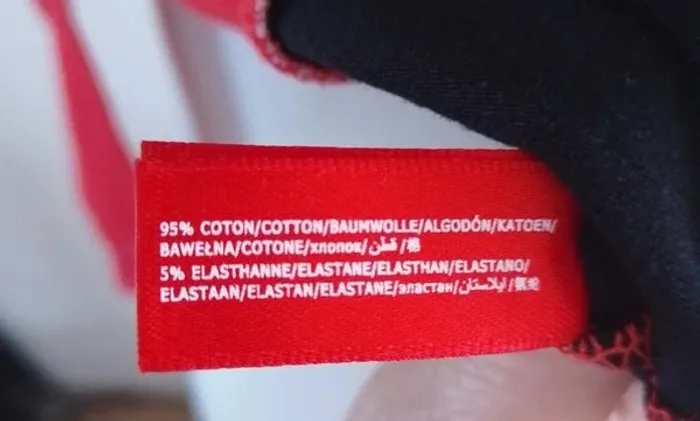 95% COTON/COTTON/BAUMWOLLE/ALGODÓN/KATOEN/
BAWEŁNA/COTONE/хлопок/قطن/棉
5% ELASTHANNE/ELASTANE/ELASTHAN/ELASTANO/
ELASTAAN/ELASTAN/ELASTANE/эластан/إيلاستان/氨纶